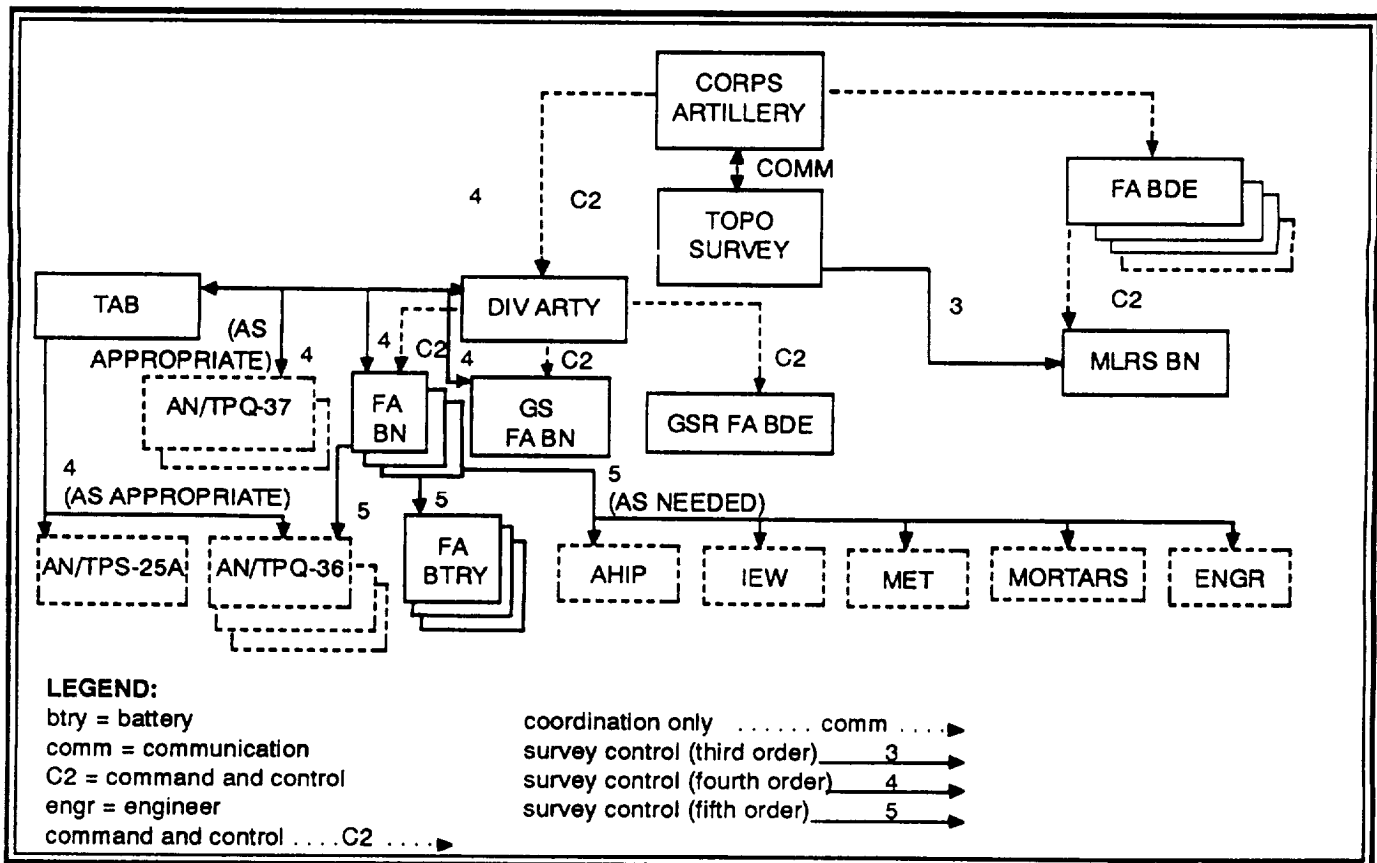 CORPS
ARTILLERY
COMM
FA BDE
4
C2
TOPO
SURVEY
TAB
DIV ARTY
3
C2
(AS
APPROPRIATE)
4
4
C2
4
C2
C2
MLRS BN
AN/TPQ-37
FA
BN
GS
FA BN
GSR FA BDE
4
(AS APPROPRIATE)
5
5
5
(AS NEEDED)
AN/TPS-25A
AN/TPQ-36
FA
BTRY
AHIP
IEW
MET
MORTARS
ENGR
LEGEND:
btry = battery
comm = communication
C2 = command and control
engr = engineer
command and control . . . . C2 . . . .
coordination only . . . . . . comm . . . .
survey control (third order) 3
survey control (fourth order) 4
survey control (fifth order) 5